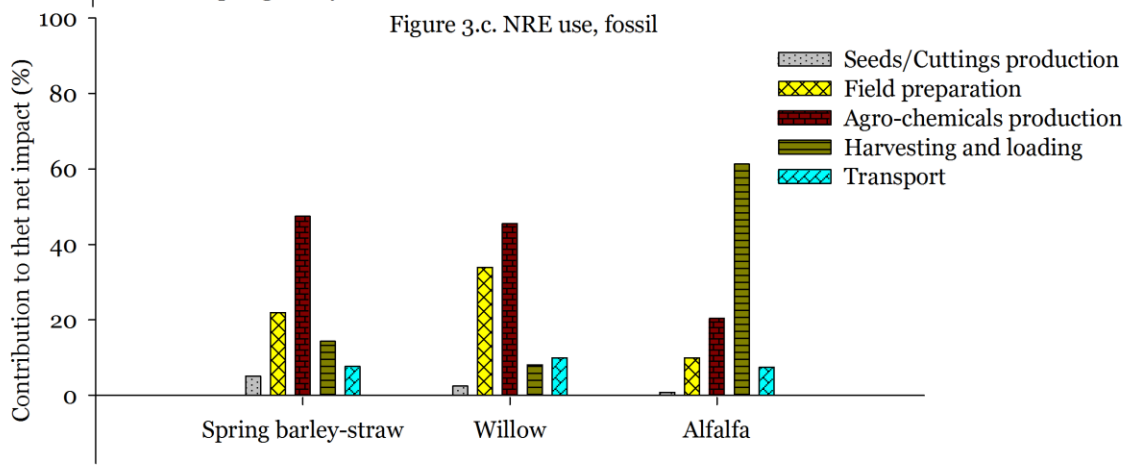 Figure 3.c. NRE use, fossil
100
80
60
40
20
0
Contribution to thet net impact (%)
Seeds/Cuttings production
Field preparation
Agro-chemicals production
Harvesting and loading
Transport
Spring barley-straw
Willow
Alfalfa